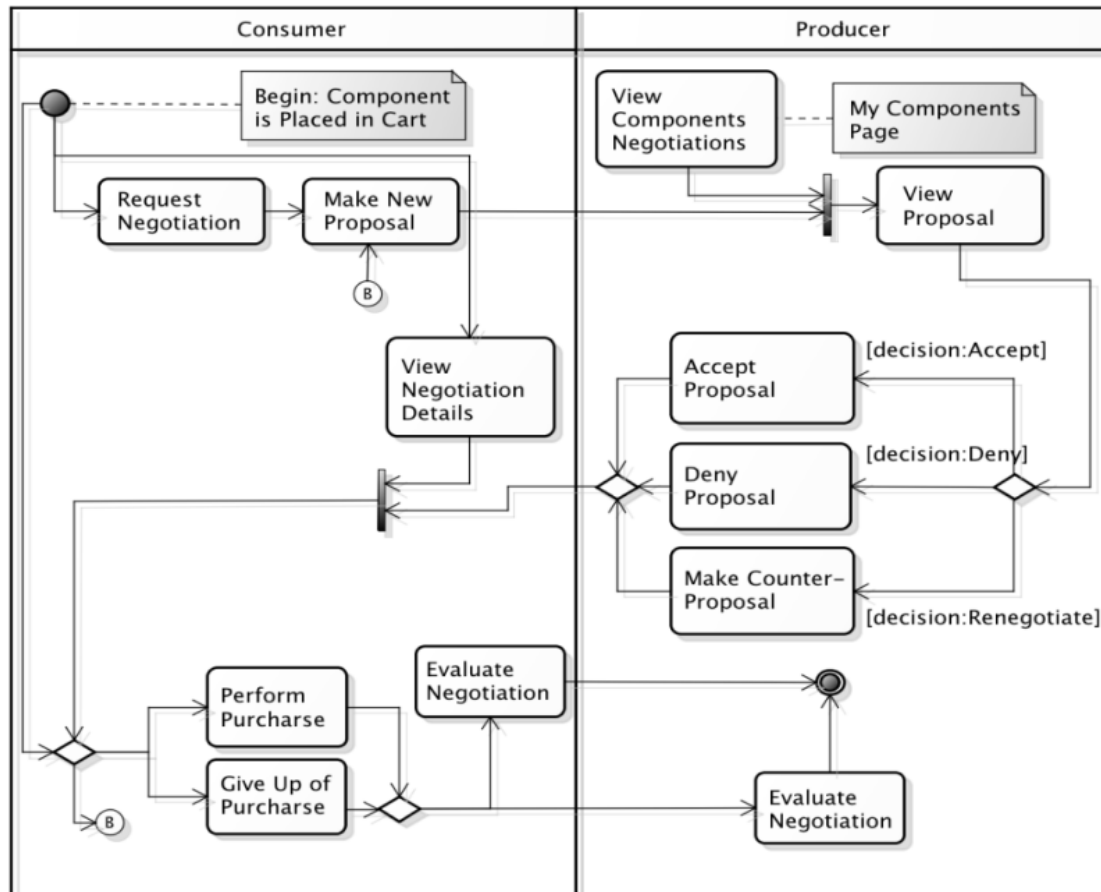 Consumer
Producer
Begin: Component
is Placed in Cart
View
Components
Negotiations
My Components
Page
Request
Negotiation
Make New
Proposal
View
Proposal
B
View
Negotiation
Details
Accept
Proposal
[decision:Accept]
Deny
Proposal
[decision:Deny]
Make Counter-
Proposal
[decision:Renegotiate]
Evaluate
Negotiation
Perform
Purcharse
Give Up of
Purcharse
B
Evaluate
Negotiation